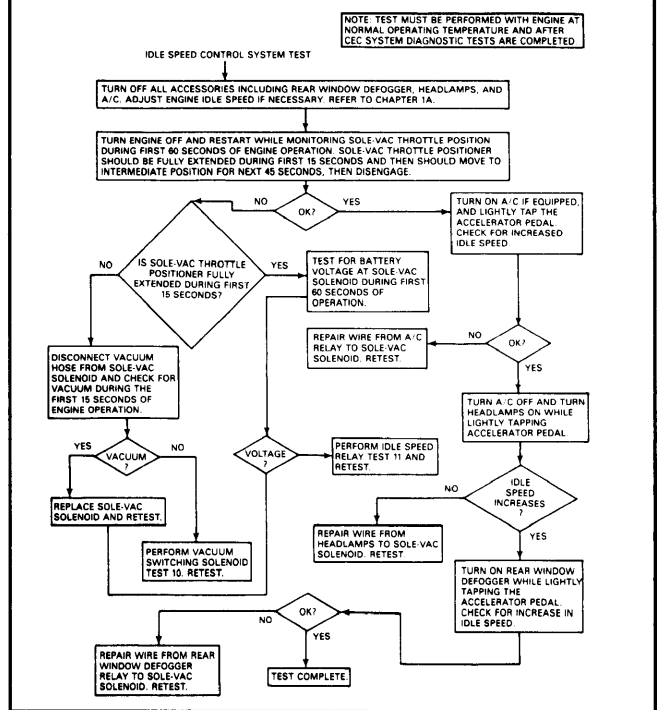 NOTE: TEST MUST BE PERFORMED WITH ENGINE AT
NORMAL OPERATING TEMPERATURE AND AFTER
CEC SYSTEM DIAGNOSTIC TESTS ARE COMPLETED
IDLE SPEED CONTROL SYSTEM TEST
TURN OFF ALL ACCESSORIES INCLUDING REAR WINDOW DEFOGGER, HEADLAMPS, AND
A/C. ADJUST ENGINE IDLE SPEED IF NECESSARY. REFER TO CHAPTER 1A.
TURN ENGINE OFF AND RESTART WHILE MONITORING SOLE-VAC THROTTLE POSITION
DURING FIRST 60 SECONDS OF ENGINE OPERATION. SOLE-VAC THROTTLE POSITIONER
SHOULD BE FULLY EXTENDED DURING FIRST 15 SECONDS AND THEN SHOULD MOVE TO
INTERMEDIATE POSITION FOR NEXT 45 SECONDS, THEN DISENGAGE.
NO
OK?
YES
TURN ON A/C IF EQUIPPED,
AND LIGHTLY TAP THE
ACCELERATOR PEDAL.
CHECK FOR INCREASED
IDLE SPEED.
NO
IS SOLE-VAC THROTTLE
POSITIONER FULLY
EXTENDED DURING FIRST
15 SECONDS?
YES
TEST FOR BATTERY
VOLTAGE AT SOLE-VAC
SOLENOID DURING FIRST
60 SECONDS OF
OPERATION.
REPAIR WIRE FROM A/C
RELAY TO SOLE-VAC
SOLENOID. RETEST.
NO
OK?
YES
DISCONNECT VACUUM
HOSE FROM SOLE-VAC
SOLENOID AND CHECK FOR
VACUUM DURING THE
FIRST 15 SECONDS OF
ENGINE OPERATION.
TURN A/C OFF AND TURN
HEADLAMPS ON WHILE
LIGHTLY TAPPING
ACCELERATOR PEDAL.
YES
VACUUM
?
NO
VOLTAGE
?
PERFORM IDLE SPEED
RELAY TEST 11 AND
RETEST.
NO
IDLE
SPEED
INCREASES
?
YES
REPLACE SOLE-VAC
SOLENOID AND RETEST.
PERFORM VACUUM
SWITCHING SOLENOID
TEST 10. RETEST.
REPAIR WIRE FROM
HEADLAMPS TO SOLE-VAC
SOLENOID. RETEST
TURN ON REAR WINDOW
DEFOGGER WHILE LIGHTLY
TAPPING THE
ACCELERATOR PEDAL.
CHECK FOR INCREASE IN
IDLE SPEED.
NO
OK?
YES
REPAIR WIRE FROM REAR
WINDOW DEFOGGER
RELAY TO SOLE-VAC
SOLENOID. RETEST.
TEST COMPLETE.